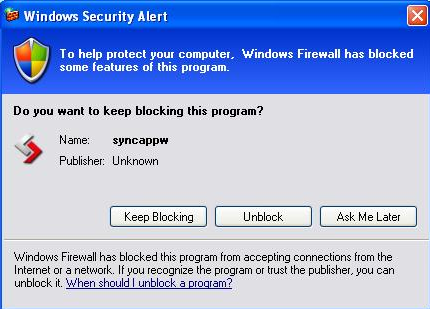 Windows Security Alert
To help protect your computer, Windows Firewall has blocked
some features of this program.
Do you want to keep blocking this program?
Name: syncappw
Publisher: Unknown
Keep Blocking
Unblock
Ask Me Later
Windows Firewall has blocked this program from accepting connections from the
Internet or a network. If you recognize the program or trust the publisher, you can
unblock it. When should I unblock a program?